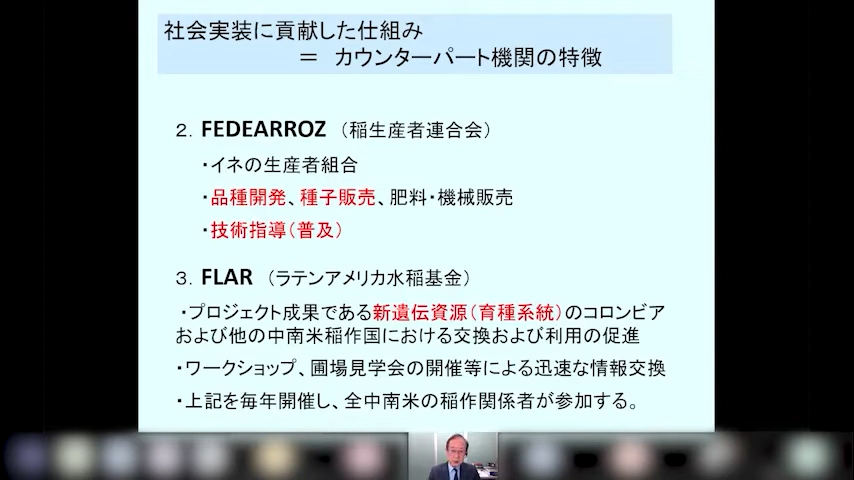 社会実装に貢献した仕組み
＝ カウンターパート機関の特徴
２．FEDEARROZ （稲生産者連合会）
・イネの生産者組合
・品種開発、種子販売、肥料・機械販売
・技術指導（普及）
３．FLAR （ラテンアメリカ水稲基金）
・プロジェクト成果である新遺伝資源（育種系統）のコロンビア
および他の中南米稲作国における交換および利用の促進
・ワークショップ、圃場見学会の開催等による迅速な情報交換
・上記を毎年開催し、全中南米の稲作関係者が参加する。